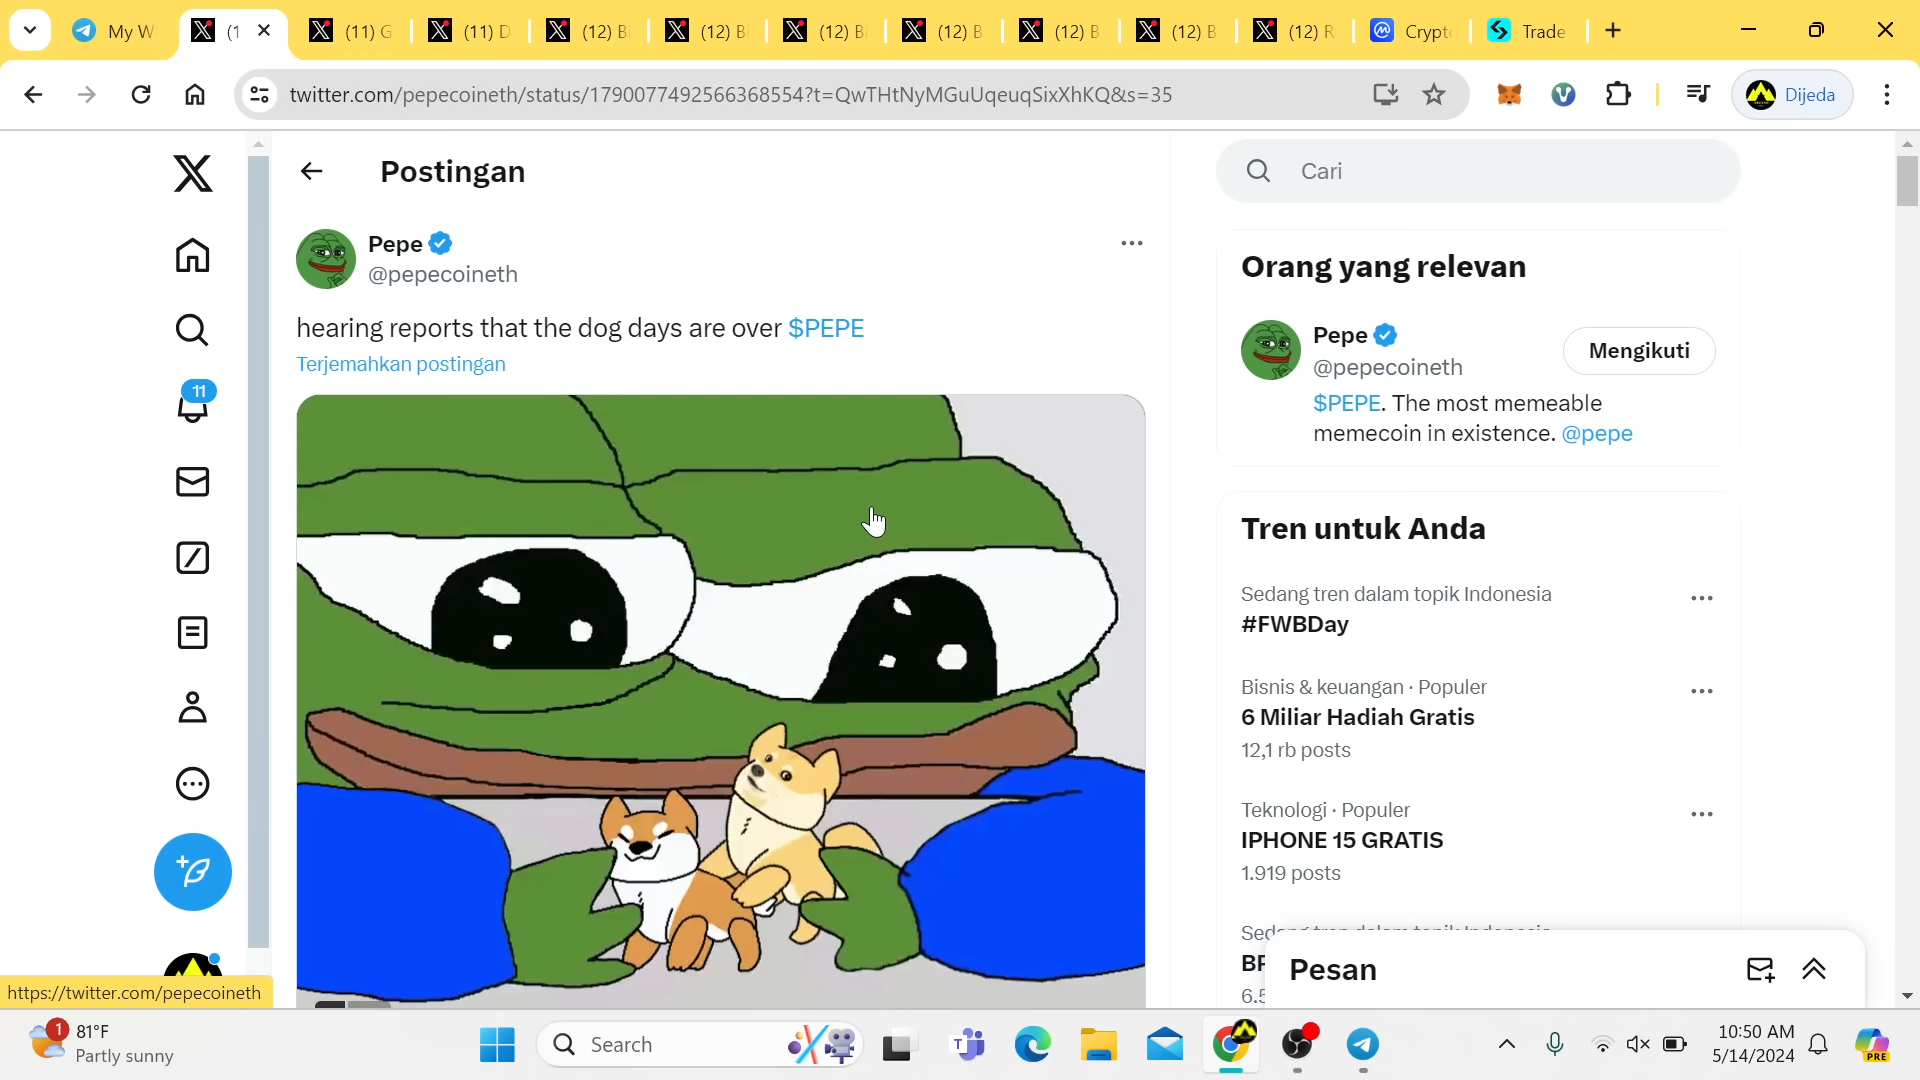 My W
(1
(11) G
(11) D
(12) Bi
(12) Bi
(12) Bi
(12) B
(12) B
(12) B
(12) R
Crypt
Trade
twitter.com/pepecoineth/status/1790077492566368554?t=QwTHtNyMGuUqeuqSixXhKQ&s=35
Dijeda
Postingan
Cari
Pepe
@pepecoineth
hearing reports that the dog days are over $PEPE
Terjemahkan postingan
11
Orang yang relevan
Pepe
@pepecoineth
Mengikuti
$PEPE. The most memeable
memecoin in existence. @pepe
Tren untuk Anda
Sedang tren dalam topik Indonesia
#FWBDay
Bisnis & keuangan · Populer
6 Miliar Hadiah Gratis
12,1 rb posts
Teknologi · Populer
IPHONE 15 GRATIS
1.919 posts
Pesan
https://twitter.com/pepecoineth
1
81°F
Partly sunny
Search
10:50 AM
5/14/2024
PRE